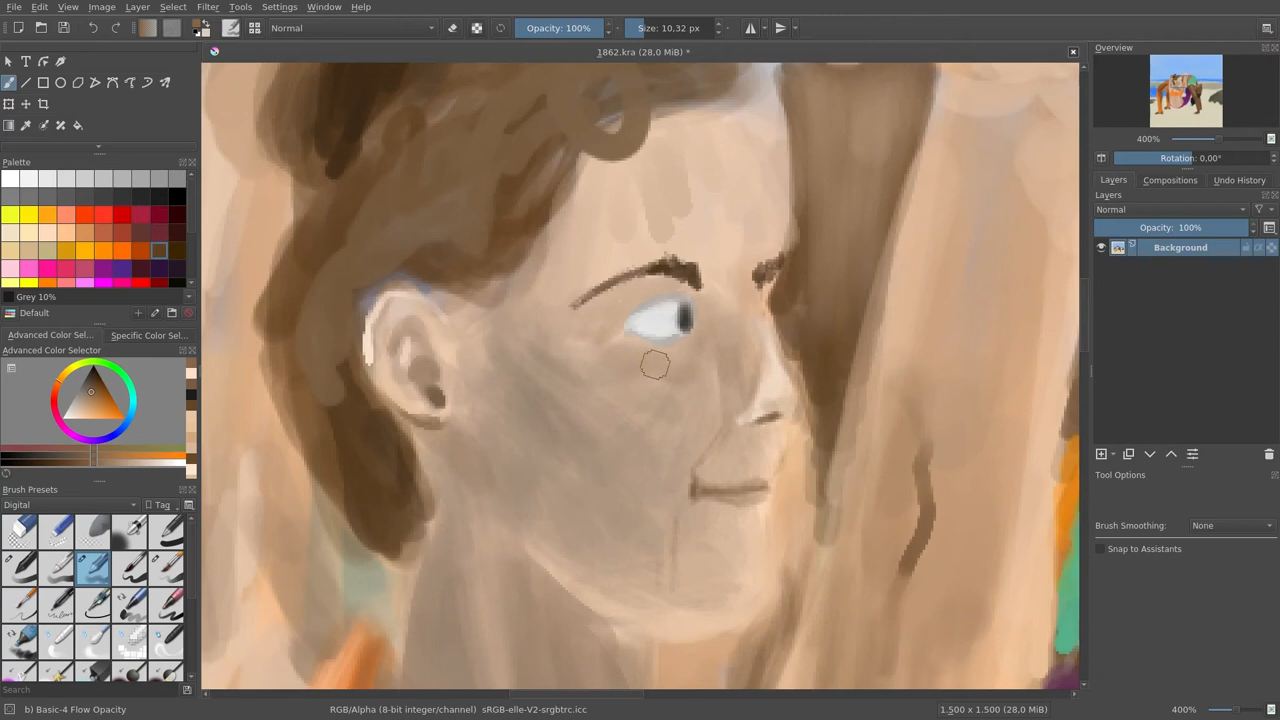 File Edit View Image Layer Select Filter Tools Settings Window Help
Normal Opacity: 100% Size: 10,32 px
1862.kra (28,0 MiB) *
Overview
400%
Rotation: 0,00°
Layers Compositions Undo History
Layers
Normal
Opacity: 100%
Background
Tool Options
Brush Smoothing: None
Snap to Assistants
Palette
Grey 10%
Default
Advanced Color Sel... Specific Color Sel...
Advanced Color Selector
Brush Presets
Digital Tag
Search
b) Basic-4 Flow Opacity RGB/Alpha (8-bit integer/channel) sRGB-elle-V2-srgbtrc.icc 1.500 x 1.500 (28,0 MiB) 400%